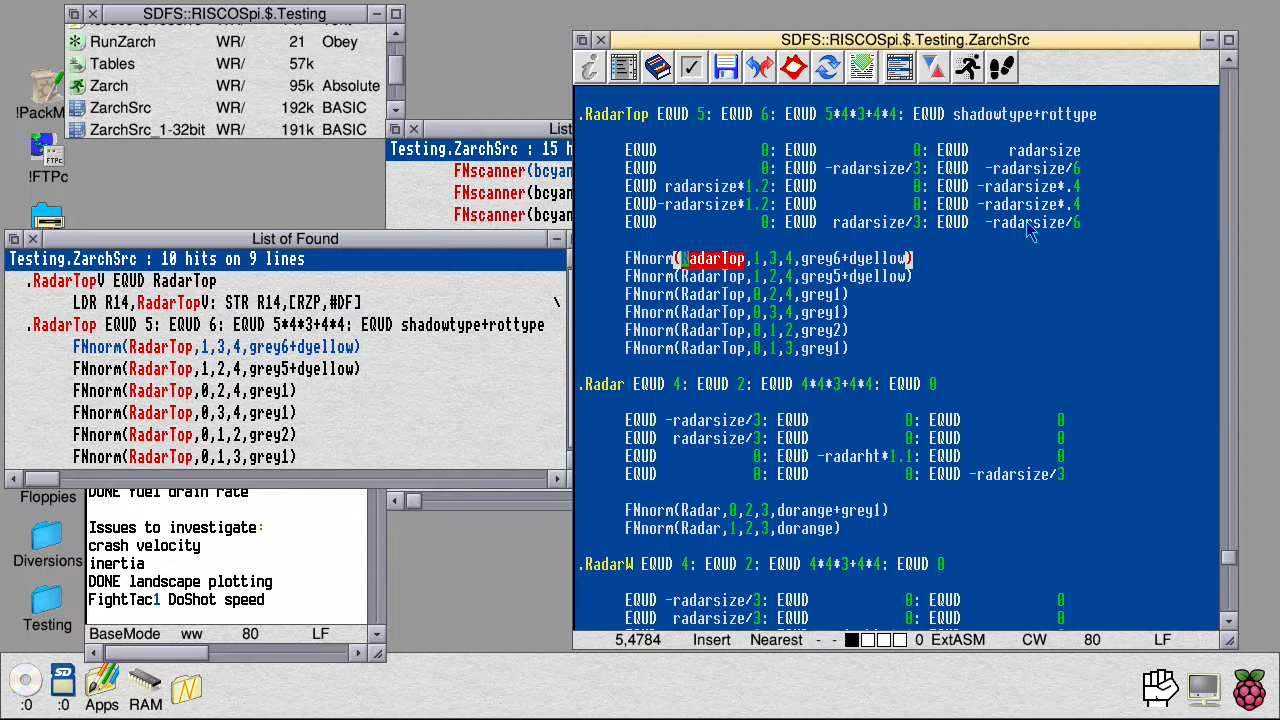 SDFS::RISCOSpi.$.Testing
RunZarch WR/ 21 Obey
Tables WR/ 57k
Zarch WR/ 95k Absolute
ZarchSrc WR/ 192k BASIC
ZarchSrc_1-32bit WR/ 191k BASIC
!PackM
!FTPc
List
Testing.ZarchSrc : 15 h
FNscanner(bcyan
FNscanner(bcyan
FNscanner(bcyan
List of Found
Testing.ZarchSrc : 10 hits on 9 lines
.RadarTopV EQUD 0
LDR R14,RadarTopV: STR R14,[RZP,#DF] \
.RadarTop EQUD 5: EQUD 6: EQUD 5*4*3+4*4: EQUD shadowtype+rottype
FNnorm(RadarTop,1,3,4,grey6+dyellow)
FNnorm(RadarTop,1,2,4,grey5+dyellow)
FNnorm(RadarTop,0,2,4,grey1)
FNnorm(RadarTop,0,3,4,grey1)
FNnorm(RadarTop,0,1,2,grey2)
FNnorm(RadarTop,0,1,3,grey1)
Floppies
Diversions
Testing
DONE fuel drain rate
Issues to investigate:
crash velocity
inertia
DONE landscape plotting
FightTac1 DoShot speed
BaseMode ww 80 LF
SDFS::RISCOSpi.$.Testing.ZarchSrc
.RadarTop EQUD 5: EQUD 6: EQUD 5*4*3+4*4: EQUD shadowtype+rottype
EQUD 0: EQUD 0: EQUD radarsize
EQUD 0: EQUD -radarsize/3: EQUD -radarsize/6
EQUD radarsize*1.2: EQUD 0: EQUD -radarsize*.4
EQUD-radarsize*1.2: EQUD 0: EQUD -radarsize*.4
EQUD 0: EQUD radarsize/3: EQUD -radarsize/6
FNnorm(RadarTop,1,3,4,grey6+dyellow)
FNnorm(RadarTop,1,2,4,grey5+dyellow)
FNnorm(RadarTop,0,2,4,grey1)
FNnorm(RadarTop,0,3,4,grey1)
FNnorm(RadarTop,0,1,2,grey2)
FNnorm(RadarTop,0,1,3,grey1)
.Radar EQUD 4: EQUD 2: EQUD 4*4*3+4*4: EQUD 0
EQUD -radarsize/3: EQUD 0: EQUD 0
EQUD radarsize/3: EQUD 0: EQUD 0
EQUD 0: EQUD -radarht*1.1: EQUD 0
EQUD 0: EQUD 0: EQUD -radarsize/3
FNnorm(Radar,0,2,3,dorange+grey1)
FNnorm(Radar,1,2,3,dorange)
.RadarW EQUD 4: EQUD 2: EQUD 4*4*3+4*4: EQUD 0
EQUD -radarsize/3: EQUD 0: EQUD 0
EQUD radarsize/3: EQUD 0: EQUD 0
5,4784 Insert Nearest - - 0 ExtASM CW 80 LF
:0 :0 Apps RAM